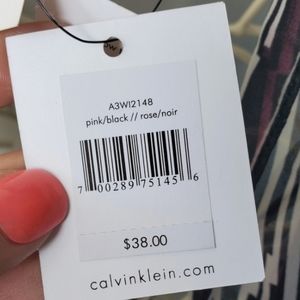 A3WI2148
pink/black // rose/noir
7 00289 75145 6
$38.00
calvinklein.com